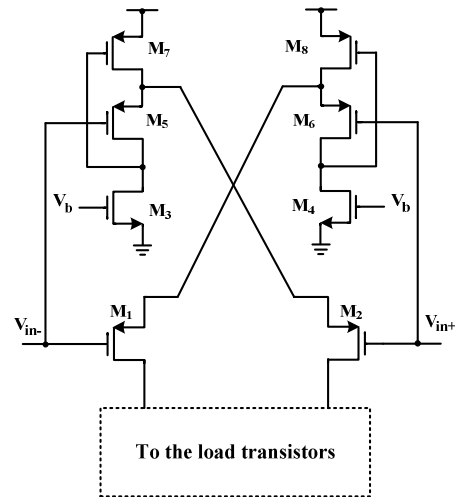 M7
M8
M5
M6
Vb
M3
M4
Vb
M1
M2
Vin-
Vin+
To the load transistors